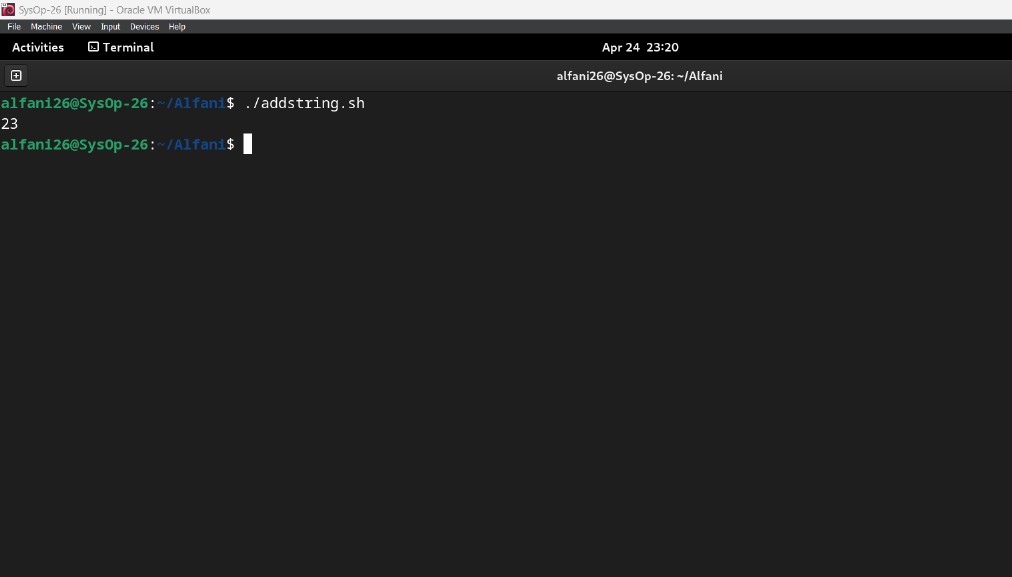 SysOp-26 [Running] - Oracle VM VirtualBox
File Machine View Input Devices Help
Activities Terminal Apr 24 23:20
alfani26@SysOp-26: ~/Alfani
alfani26@SysOp-26:~/Alfani$ ./addstring.sh
23
alfani26@SysOp-26:~/Alfani$